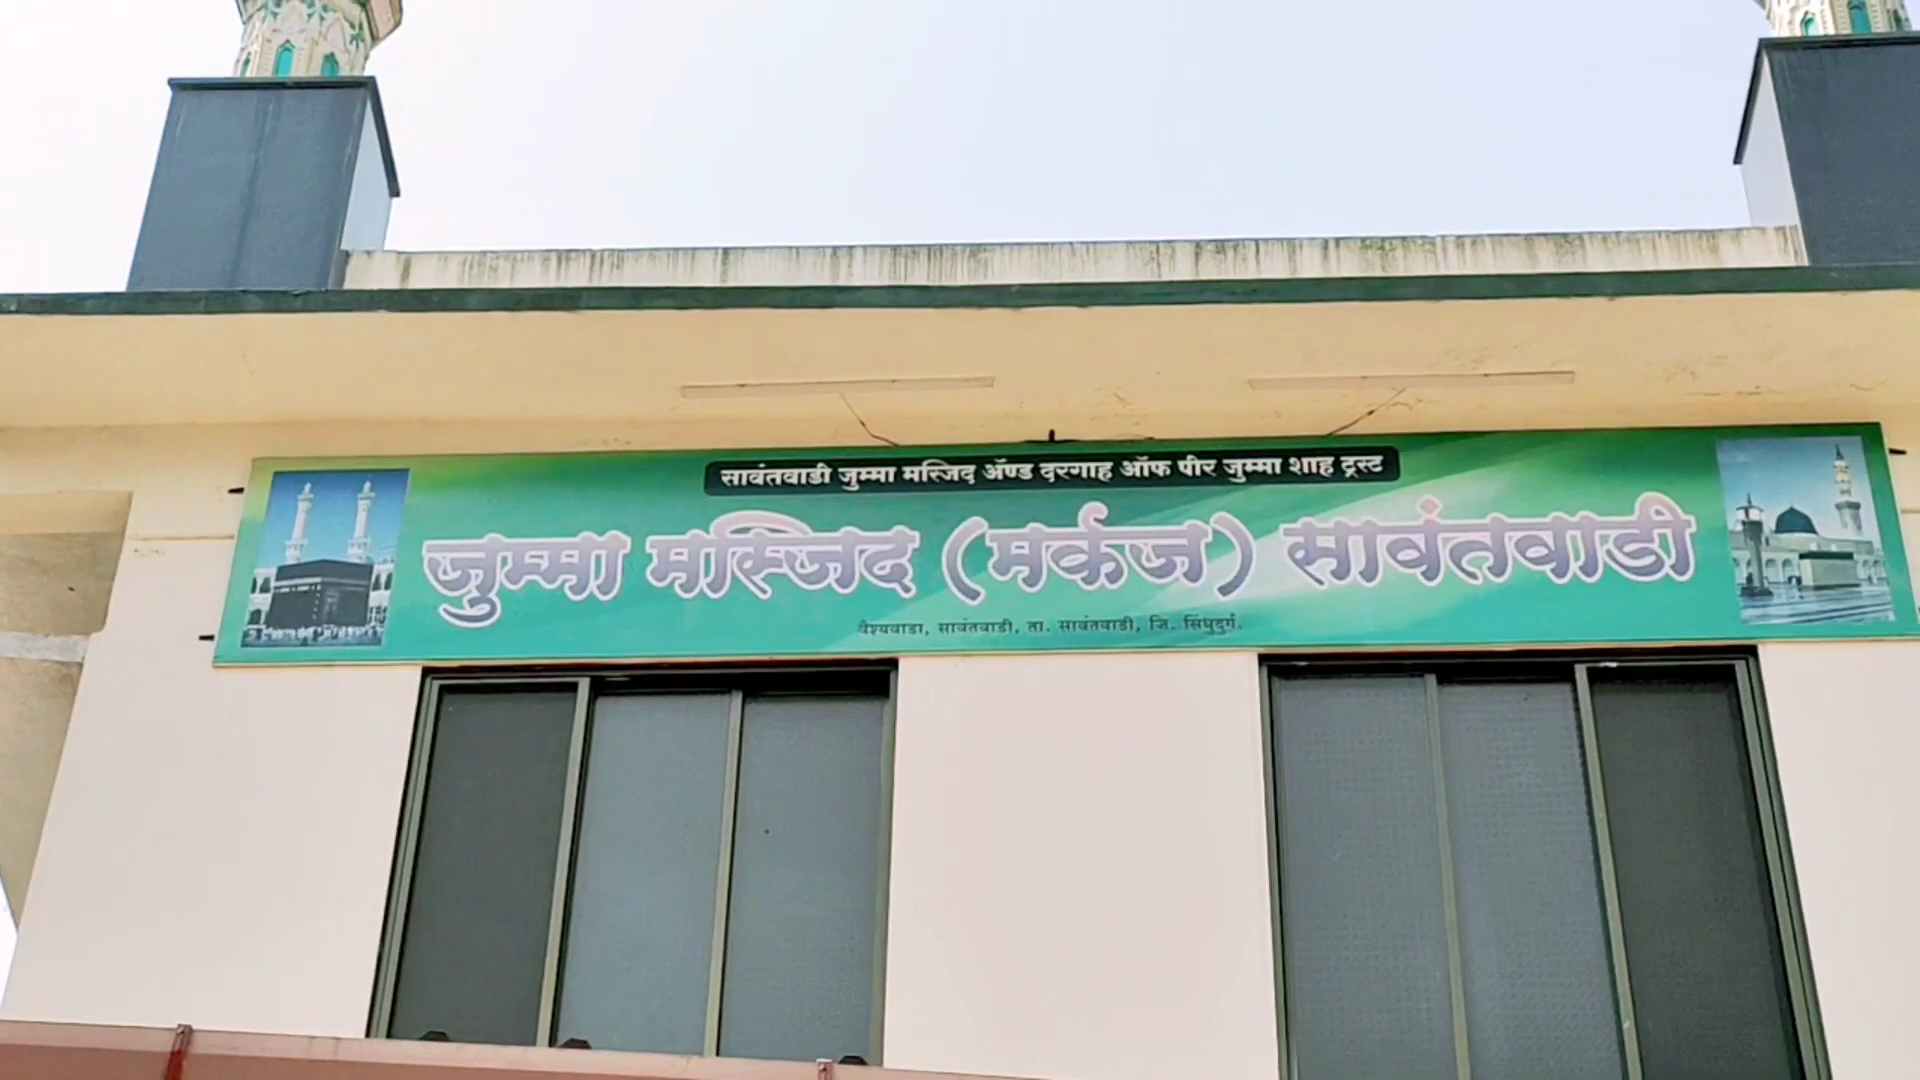 सावंतवाडी जुम्मा मस्जिद ॲण्ड दरगाह ऑफ पीर जुम्मा शाह ट्रस्ट
जुम्मा मस्जिद (मर्कज) सावंतवाडी
वैश्यवाडा, सावंतवाडी, ता. सावंतवाडी, जि. सिंधुदुर्ग.